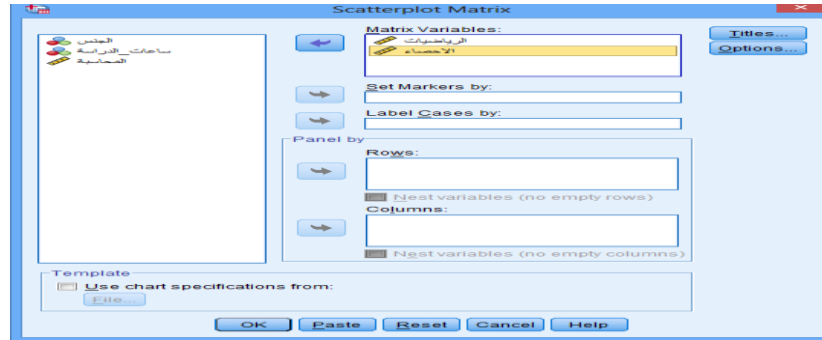 Scatterplot Matrix
الجنس
ساعات_الدراسة
المحاسبة
Matrix Variables:
الرياضيات
الاحصاء
Titles...
Options...
Set Markers by:
Label Cases by:
Panel by
Rows:
Nest variables (no empty rows)
Columns:
Nest variables (no empty columns)
Template
Use chart specifications from:
File...
OK Paste Reset Cancel Help